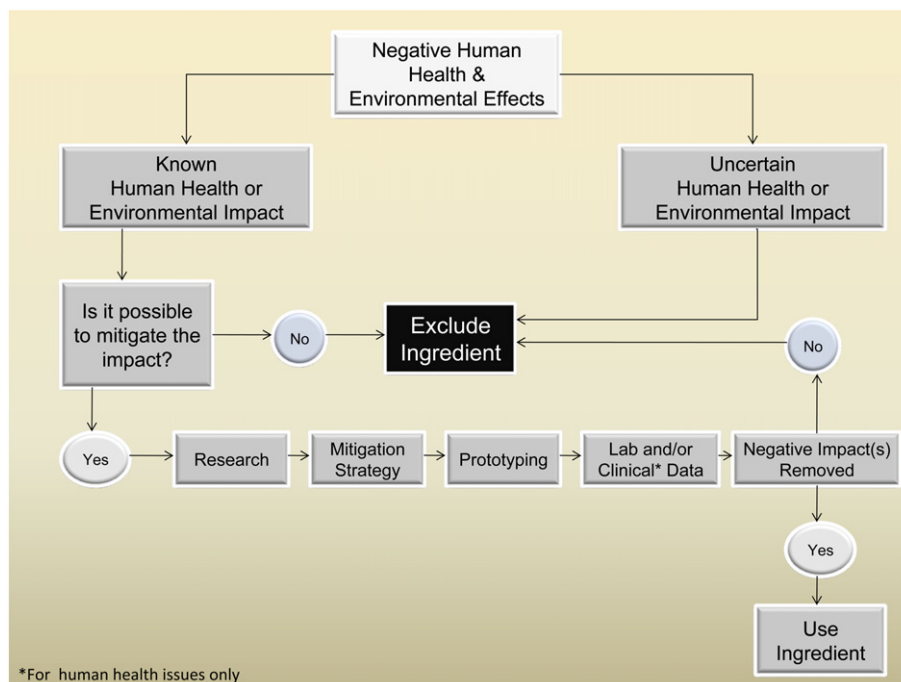 Negative Human
Health &
Environmental Effects
Known
Human Health or
Environmental Impact
Uncertain
Human Health or
Environmental Impact
Is it possible
to mitigate the
impact?
No
Exclude
Ingredient
No
Yes
Research
Mitigation
Strategy
Prototyping
Lab and/or
Clinical* Data
Negative Impact(s)
Removed
Yes
Use
Ingredient
*For human health issues only